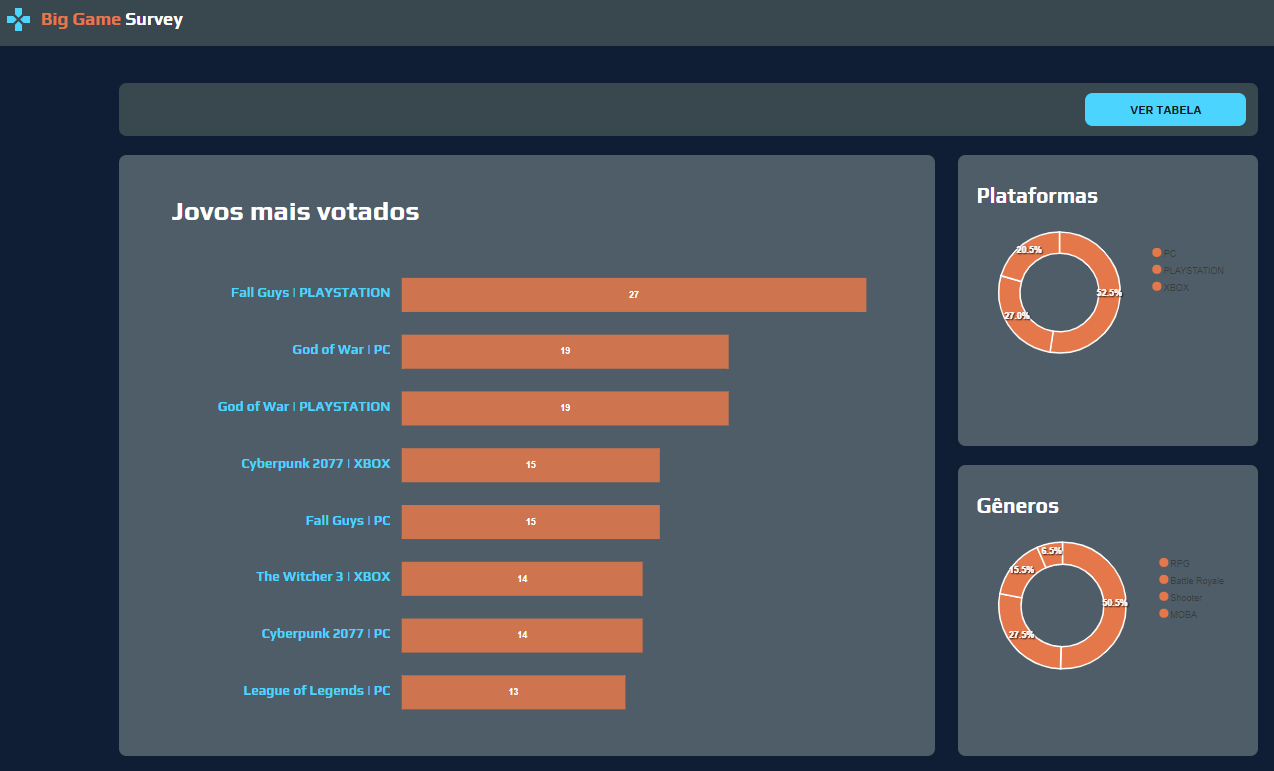 Big Game Survey
VER TABELA
Jovos mais votados
Fall Guys | PLAYSTATION
27
God of War | PC
19
God of War | PLAYSTATION
19
Cyberpunk 2077 | XBOX
15
Fall Guys | PC
15
The Witcher 3 | XBOX
14
Cyberpunk 2077 | PC
14
League of Legends | PC
13
Plataformas
20.5%
52.5%
27.0%
PC
PLAYSTATION
XBOX
Gêneros
6.5%
15.5%
50.5%
27.5%
RPG
Battle Royale
Shooter
MOBA